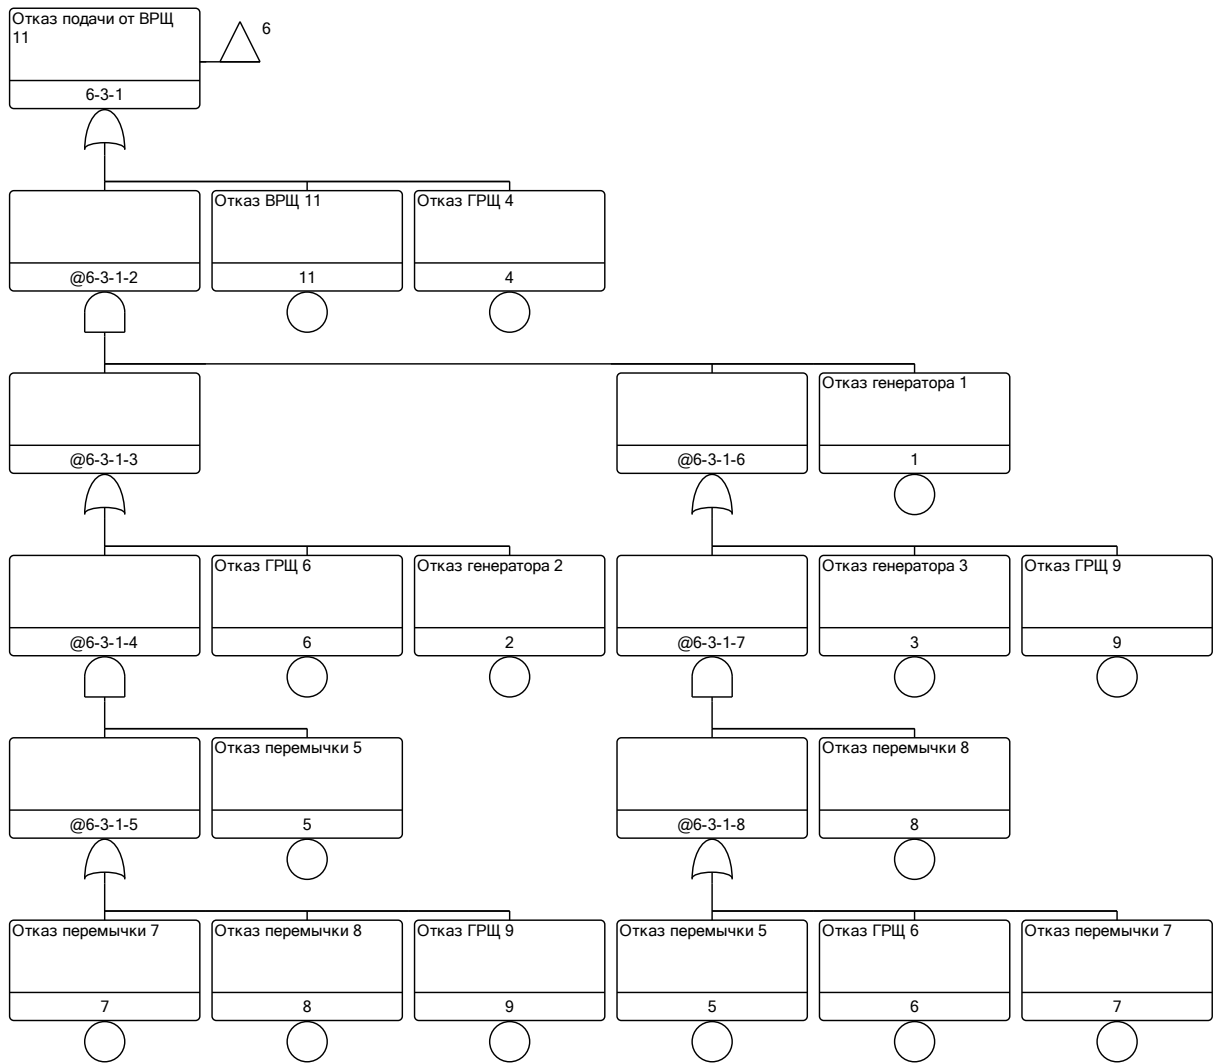 Отказ подачи от ВРЩ
11
6
6-3-1
Отказ ВРЩ 11
Отказ ГРЩ 4
@6-3-1-2
11
4
Отказ генератора 1
@6-3-1-3
@6-3-1-6
1
Отказ ГРЩ 6
Отказ генератора 2
Отказ генератора 3
Отказ ГРЩ 9
@6-3-1-4
6
2
@6-3-1-7
3
9
Отказ перемычки 5
Отказ перемычки 8
@6-3-1-5
5
@6-3-1-8
8
Отказ перемычки 7
Отказ перемычки 8
Отказ ГРЩ 9
Отказ перемычки 5
Отказ ГРЩ 6
Отказ перемычки 7
7
8
9
5
6
7